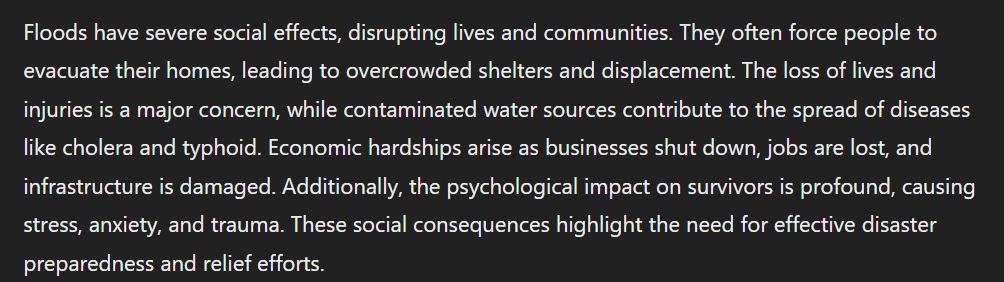 Floods have severe social effects, disrupting lives and communities. They often force people to
evacuate their homes, leading to overcrowded shelters and displacement. The loss of lives and
injuries is a major concern, while contaminated water sources contribute to the spread of diseases
like cholera and typhoid. Economic hardships arise as businesses shut down, jobs are lost, and
infrastructure is damaged. Additionally, the psychological impact on survivors is profound, causing
stress, anxiety, and trauma. These social consequences highlight the need for effective disaster
preparedness and relief efforts.